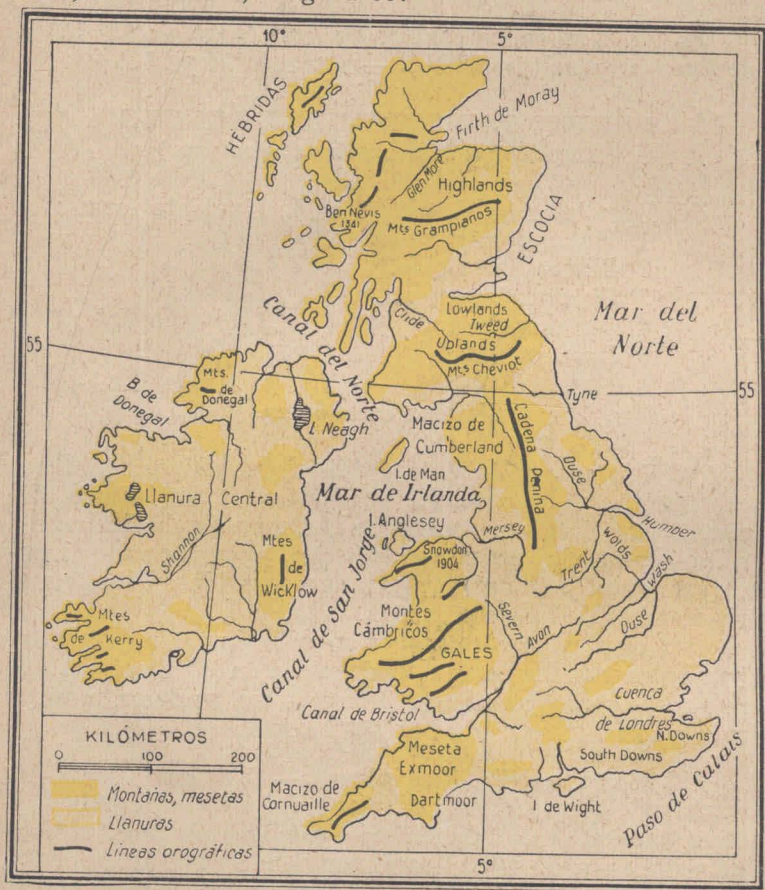 10°
5°
HÉBRIDAS
Firth de Moray
Glen More
Highlands
Ben Nevis
1341
Mts Grampianos
ESCOCIA
Canal del Norte
Clide
Lowlands
Tweed
Uplands
Mts Cheviot
Mar del
Norte
55
55
Tyne
Mts.
de
Donegal
B de
Donegal
L Neagh
Macizo de
Cumberland
I. de Man
Cadena Penina
Ouse
Llanura Central
Mar de Irlanda
I. Anglesey
Mersey
Humber
Shannon
Mtes
de
Wicklow
Snowdon
1904
Trent
Wolds
Wash
Mtes
de Kerry
Canal de San Jorge
Montes
Cámbricos
GALES
Severn
Avon
Ouse
Canal de Bristol
Cuenca
de Londres
N. Downs
South Downs
Meseta
Exmoor
Dartmoor
Macizo de
Cornuaille
I de Wight
Paso de Calais
KILÓMETROS
0 100 200
Montañas, mesetas
Llanuras
Líneas orográficas
5°